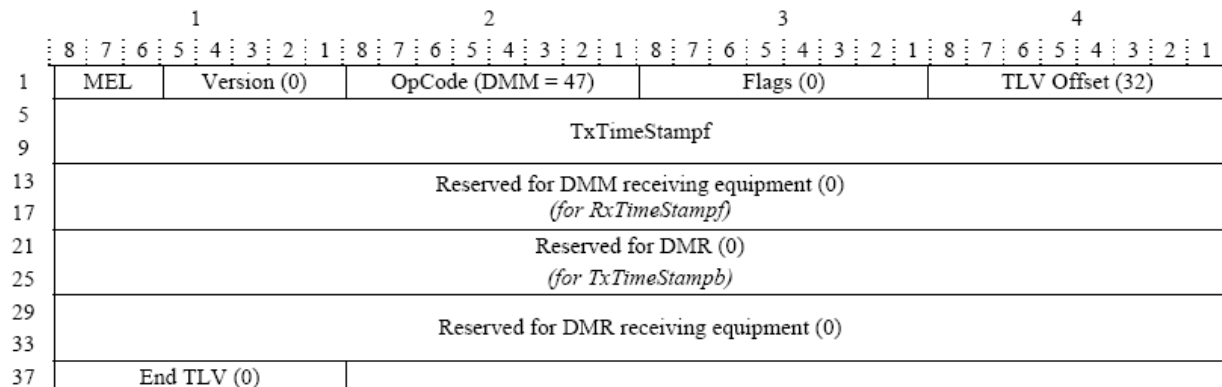 1 2 3 4
8 7 6 5 4 3 2 1 8 7 6 5 4 3 2 1 8 7 6 5 4 3 2 1 8 7 6 5 4 3 2 1
1 MEL Version (0) OpCode (DMM = 47) Flags (0) TLV Offset (32)
5
TxTimeStampf
9
13 Reserved for DMM receiving equipment (0)
17 (for RxTimeStampf)
21 Reserved for DMR (0)
25 (for TxTimeStampb)
29
Reserved for DMR receiving equipment (0)
33
37 End TLV (0)